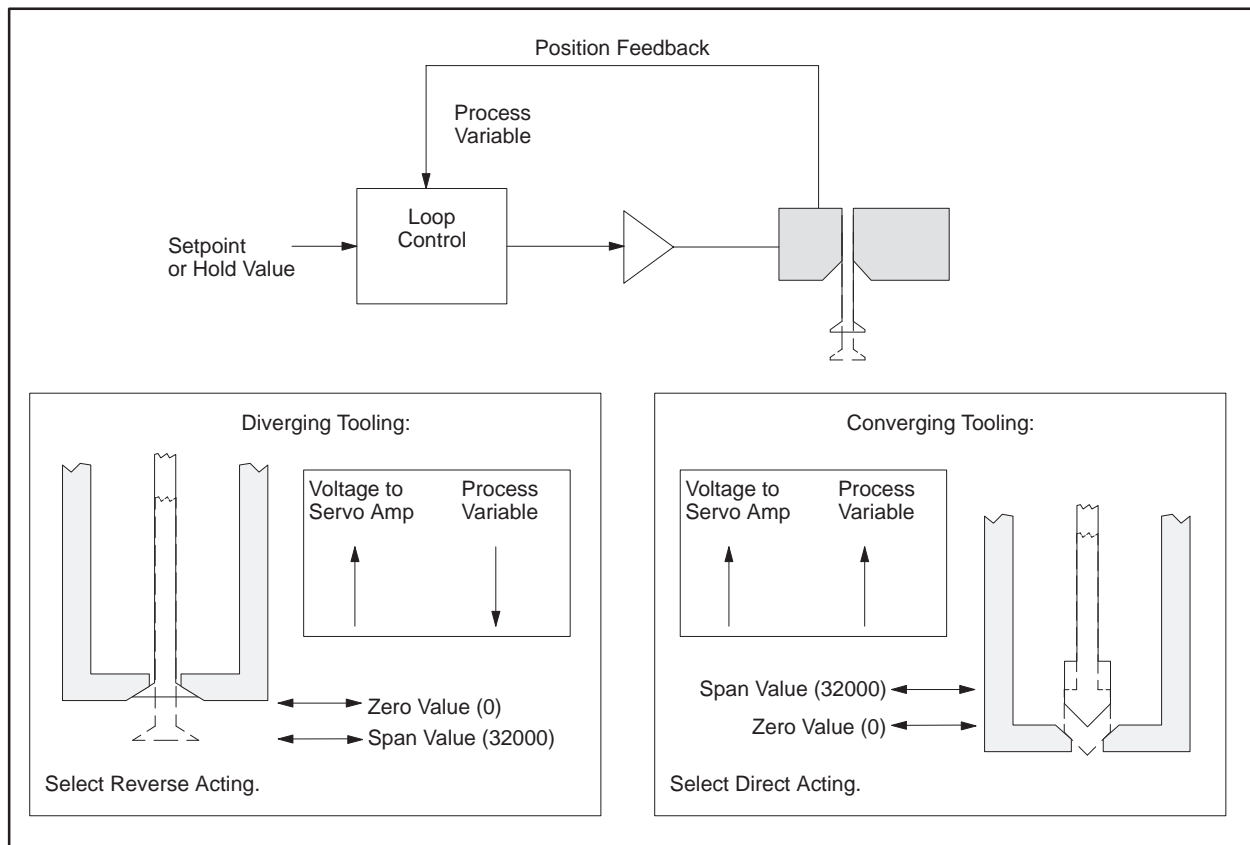 Position Feedback
Process
Variable
Loop
Control
Setpoint
or Hold Value
Diverging Tooling:
Voltage to
Servo Amp
Process
Variable
Zero Value (0)
Span Value (32000)
Select Reverse Acting.
Converging Tooling:
Voltage to
Servo Amp
Process
Variable
Span Value (32000)
Zero Value (0)
Select Direct Acting.